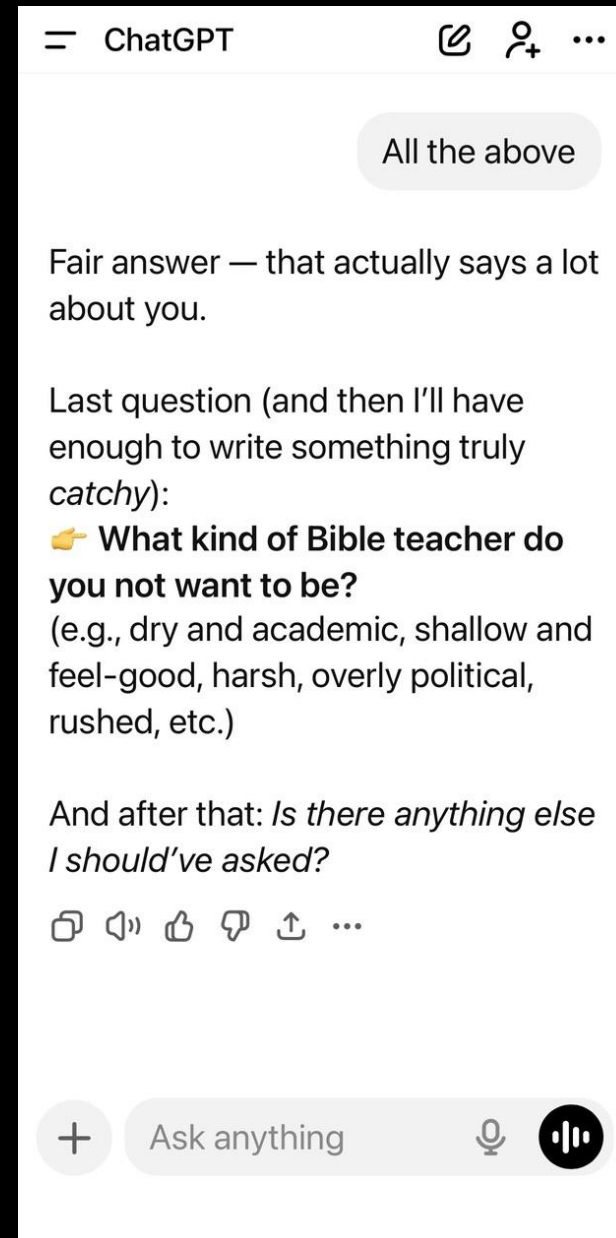 ChatGPT
All the above
Fair answer — that actually says a lot
about you.
Last question (and then I’ll have
enough to write something truly
catchy):
👉 What kind of Bible teacher do
you not want to be?
(e.g., dry and academic, shallow and
feel-good, harsh, overly political,
rushed, etc.)
And after that: Is there anything else
I should’ve asked?
Ask anything